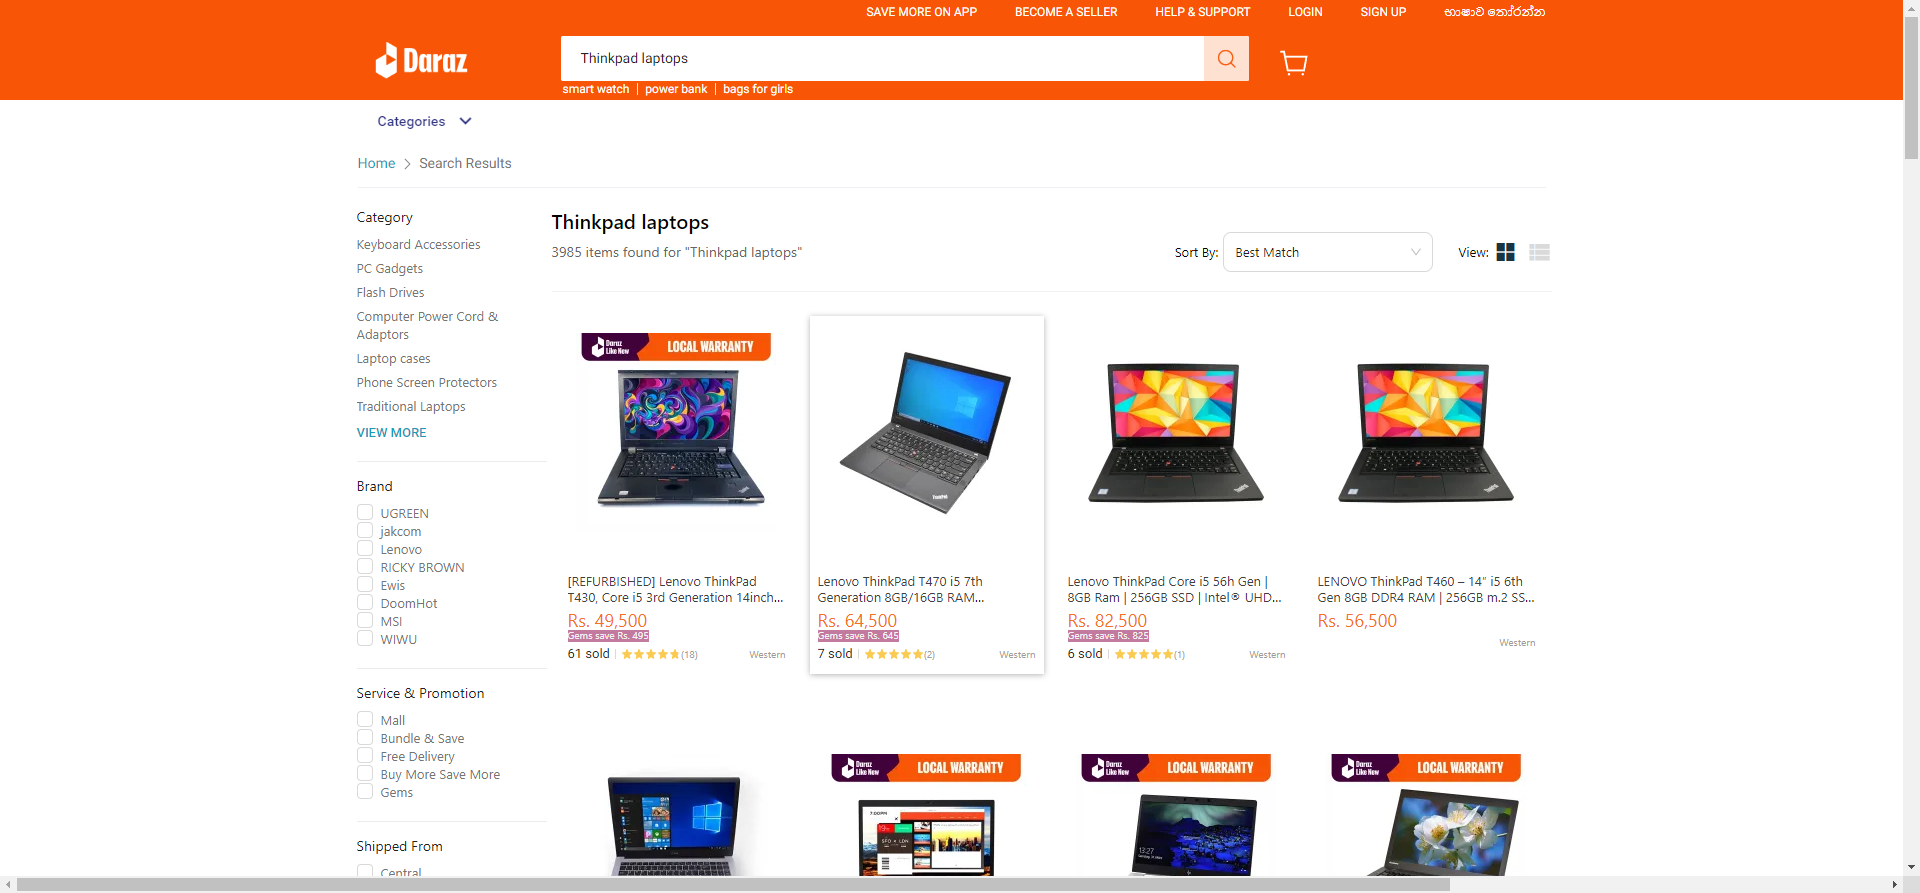 SAVE MORE ON APP
BECOME A SELLER
HELP & SUPPORT
LOGIN
SIGN UP
භාෂාව තෝරන්න
Daraz
Thinkpad laptops
smart watch
power bank
bags for girls
Categories
Home
Search Results
Category
Keyboard Accessories
PC Gadgets
Flash Drives
Computer Power Cord &
Adaptors
Laptop cases
Phone Screen Protectors
Traditional Laptops
VIEW MORE
Brand
UGREEN
jakcom
Lenovo
RICKY BROWN
Ewis
DoomHot
MSI
WIWU
Service & Promotion
Mall
Bundle & Save
Free Delivery
Buy More Save More
Gems
Shipped From
Central
Thinkpad laptops
3985 items found for "Thinkpad laptops"
Sort By:
Best Match
View:
Daraz
Like New
LOCAL WARRANTY
[REFURBISHED] Lenovo ThinkPad
T430, Core i5 3rd Generation 14inch...
Rs. 49,500
Gems save Rs. 495
61 sold
(18)
Western
Lenovo ThinkPad T470 i5 7th
Generation 8GB/16GB RAM...
Rs. 64,500
Gems save Rs. 645
7 sold
(2)
Western
Lenovo ThinkPad Core i5 56h Gen |
8GB Ram | 256GB SSD | Intel® UHD...
Rs. 82,500
Gems save Rs. 825
6 sold
(1)
Western
LENOVO ThinkPad T460 – 14” i5 6th
Gen 8GB DDR4 RAM | 256GB m.2 SS...
Rs. 56,500
Western
Daraz
Like New
LOCAL WARRANTY
SFO
LDN
Daraz
Like New
LOCAL WARRANTY
13:27
Daraz
Like New
LOCAL WARRANTY